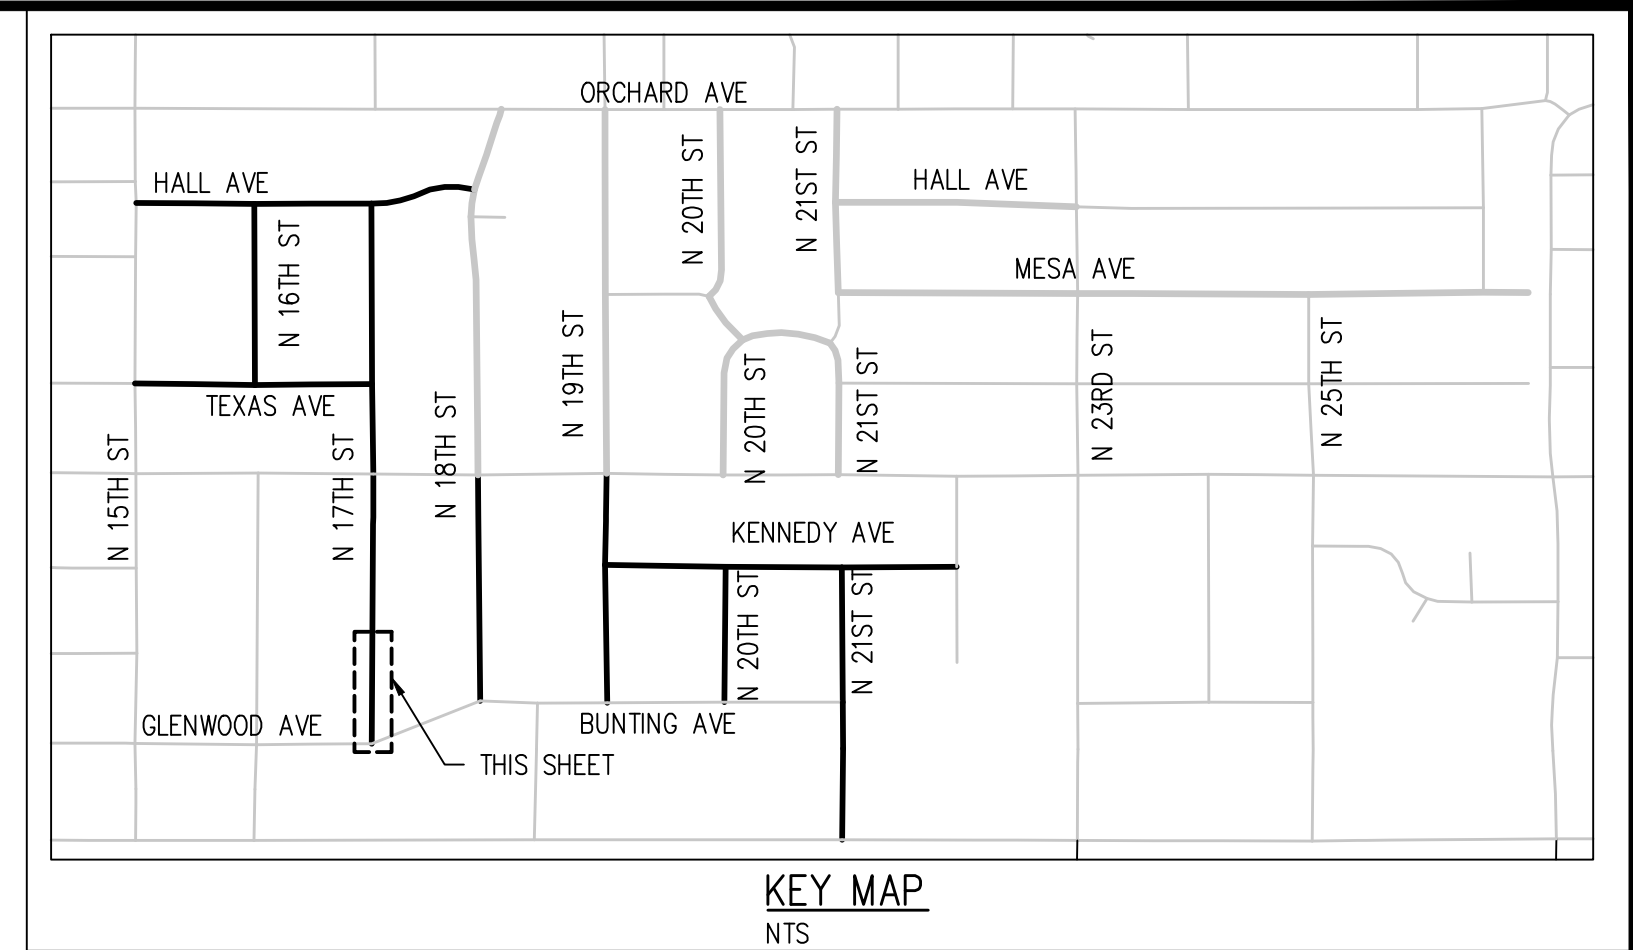 ORCHARD AVE
N 20TH ST
N 21ST ST
HALL AVE
HALL AVE
N 16TH ST
MESA AVE
N 19TH ST
N 23RD ST
N 25TH ST
N 20TH ST
N 21ST ST
TEXAS AVE
N 18TH ST
N 15TH ST
N 17TH ST
KENNEDY AVE
N 20TH ST
N 21ST ST
GLENWOOD AVE
BUNTING AVE
THIS SHEET
KEY MAP
NTS